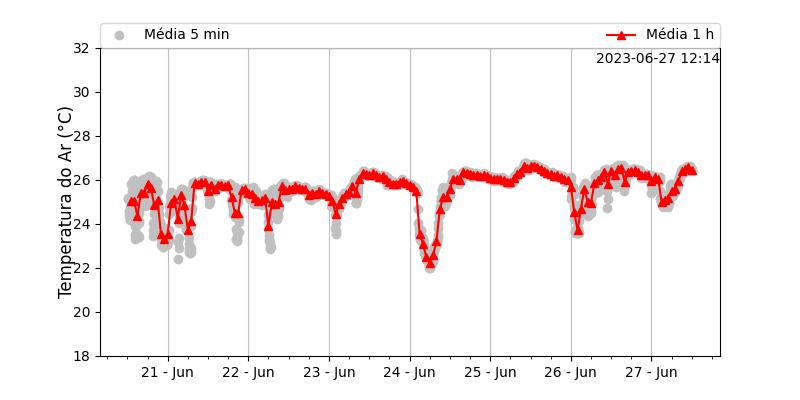 Média 5 min
Média 1 h
2023-06-27 12:14
Temperatura do Ar (°C)
32
30
28
26
24
22
20
18
21 - Jun
22 - Jun
23 - Jun
24 - Jun
25 - Jun
26 - Jun
27 - Jun